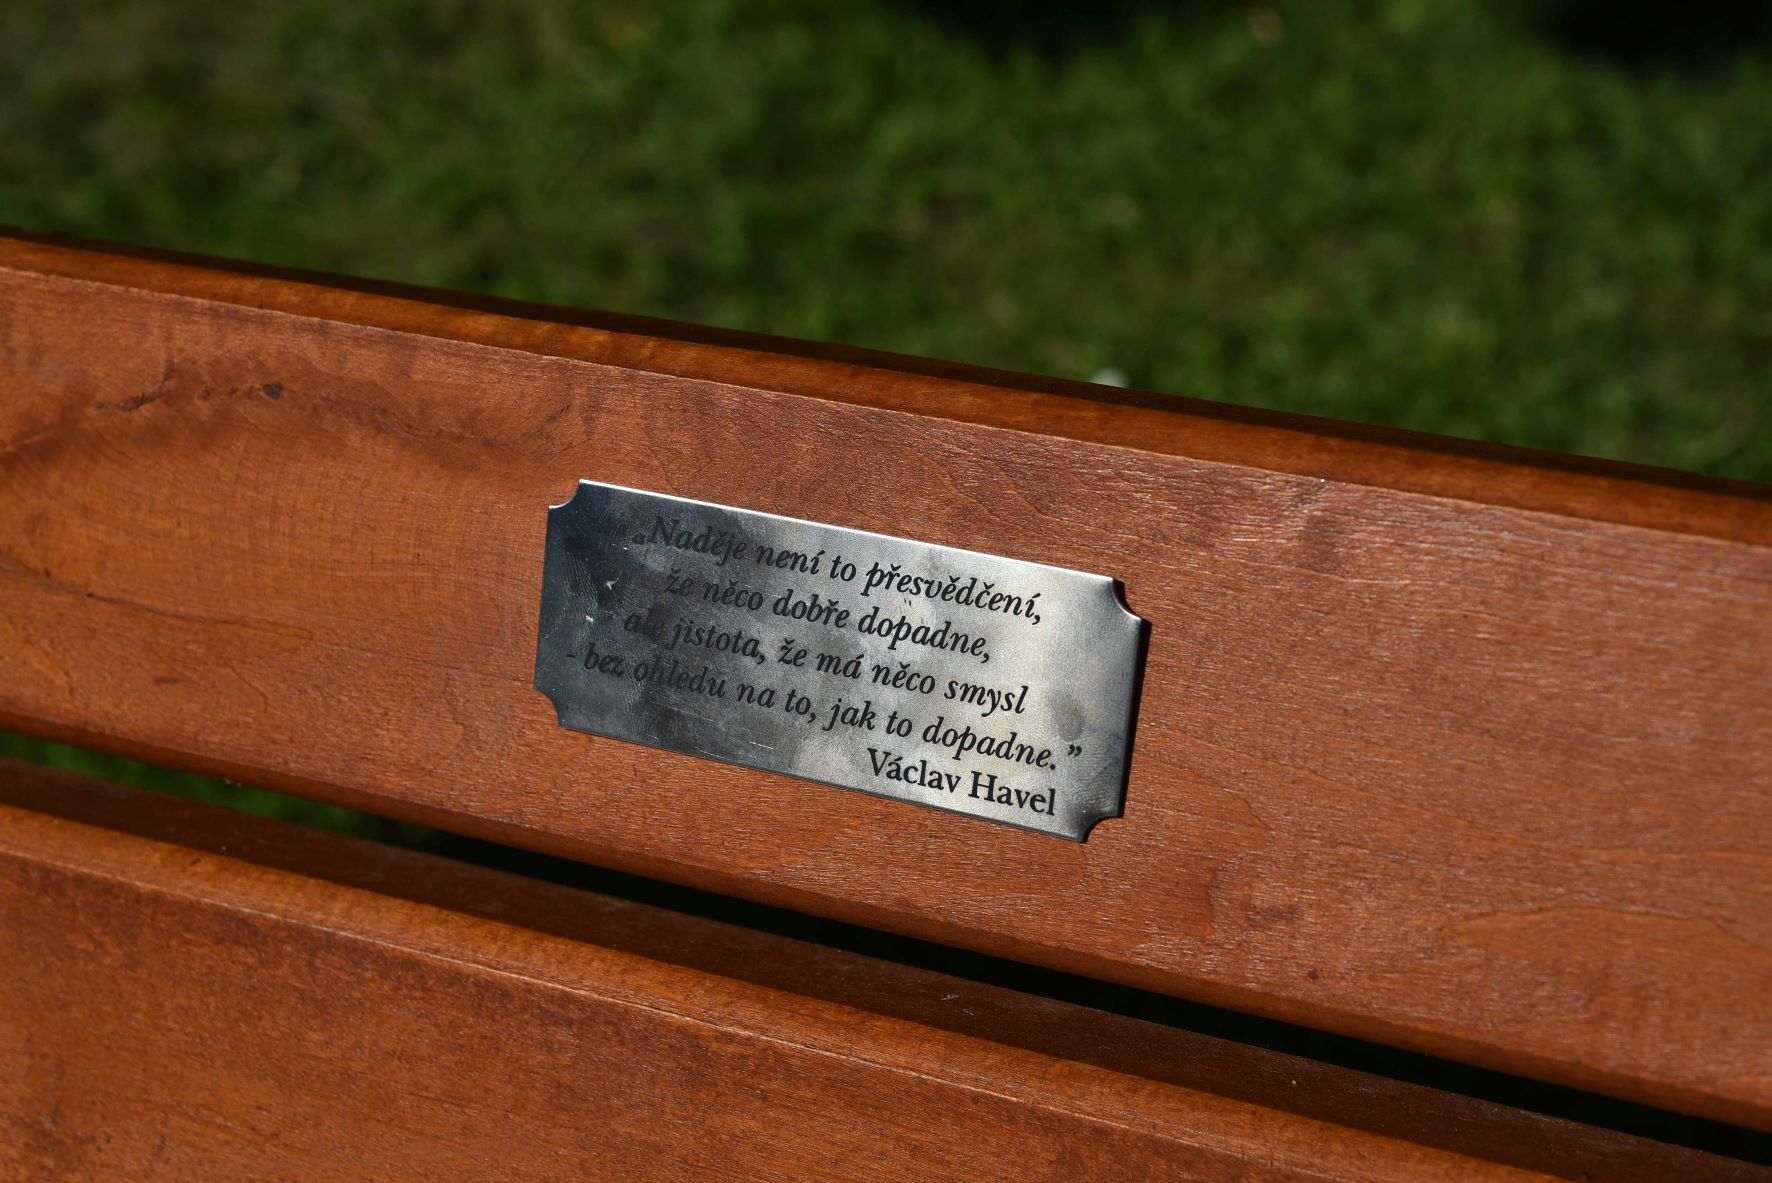 „Naděje není to přesvědčení,
že něco dobře dopadne,
ale jistota, že má něco smysl
- bez ohledu na to, jak to dopadne.”
Václav Havel